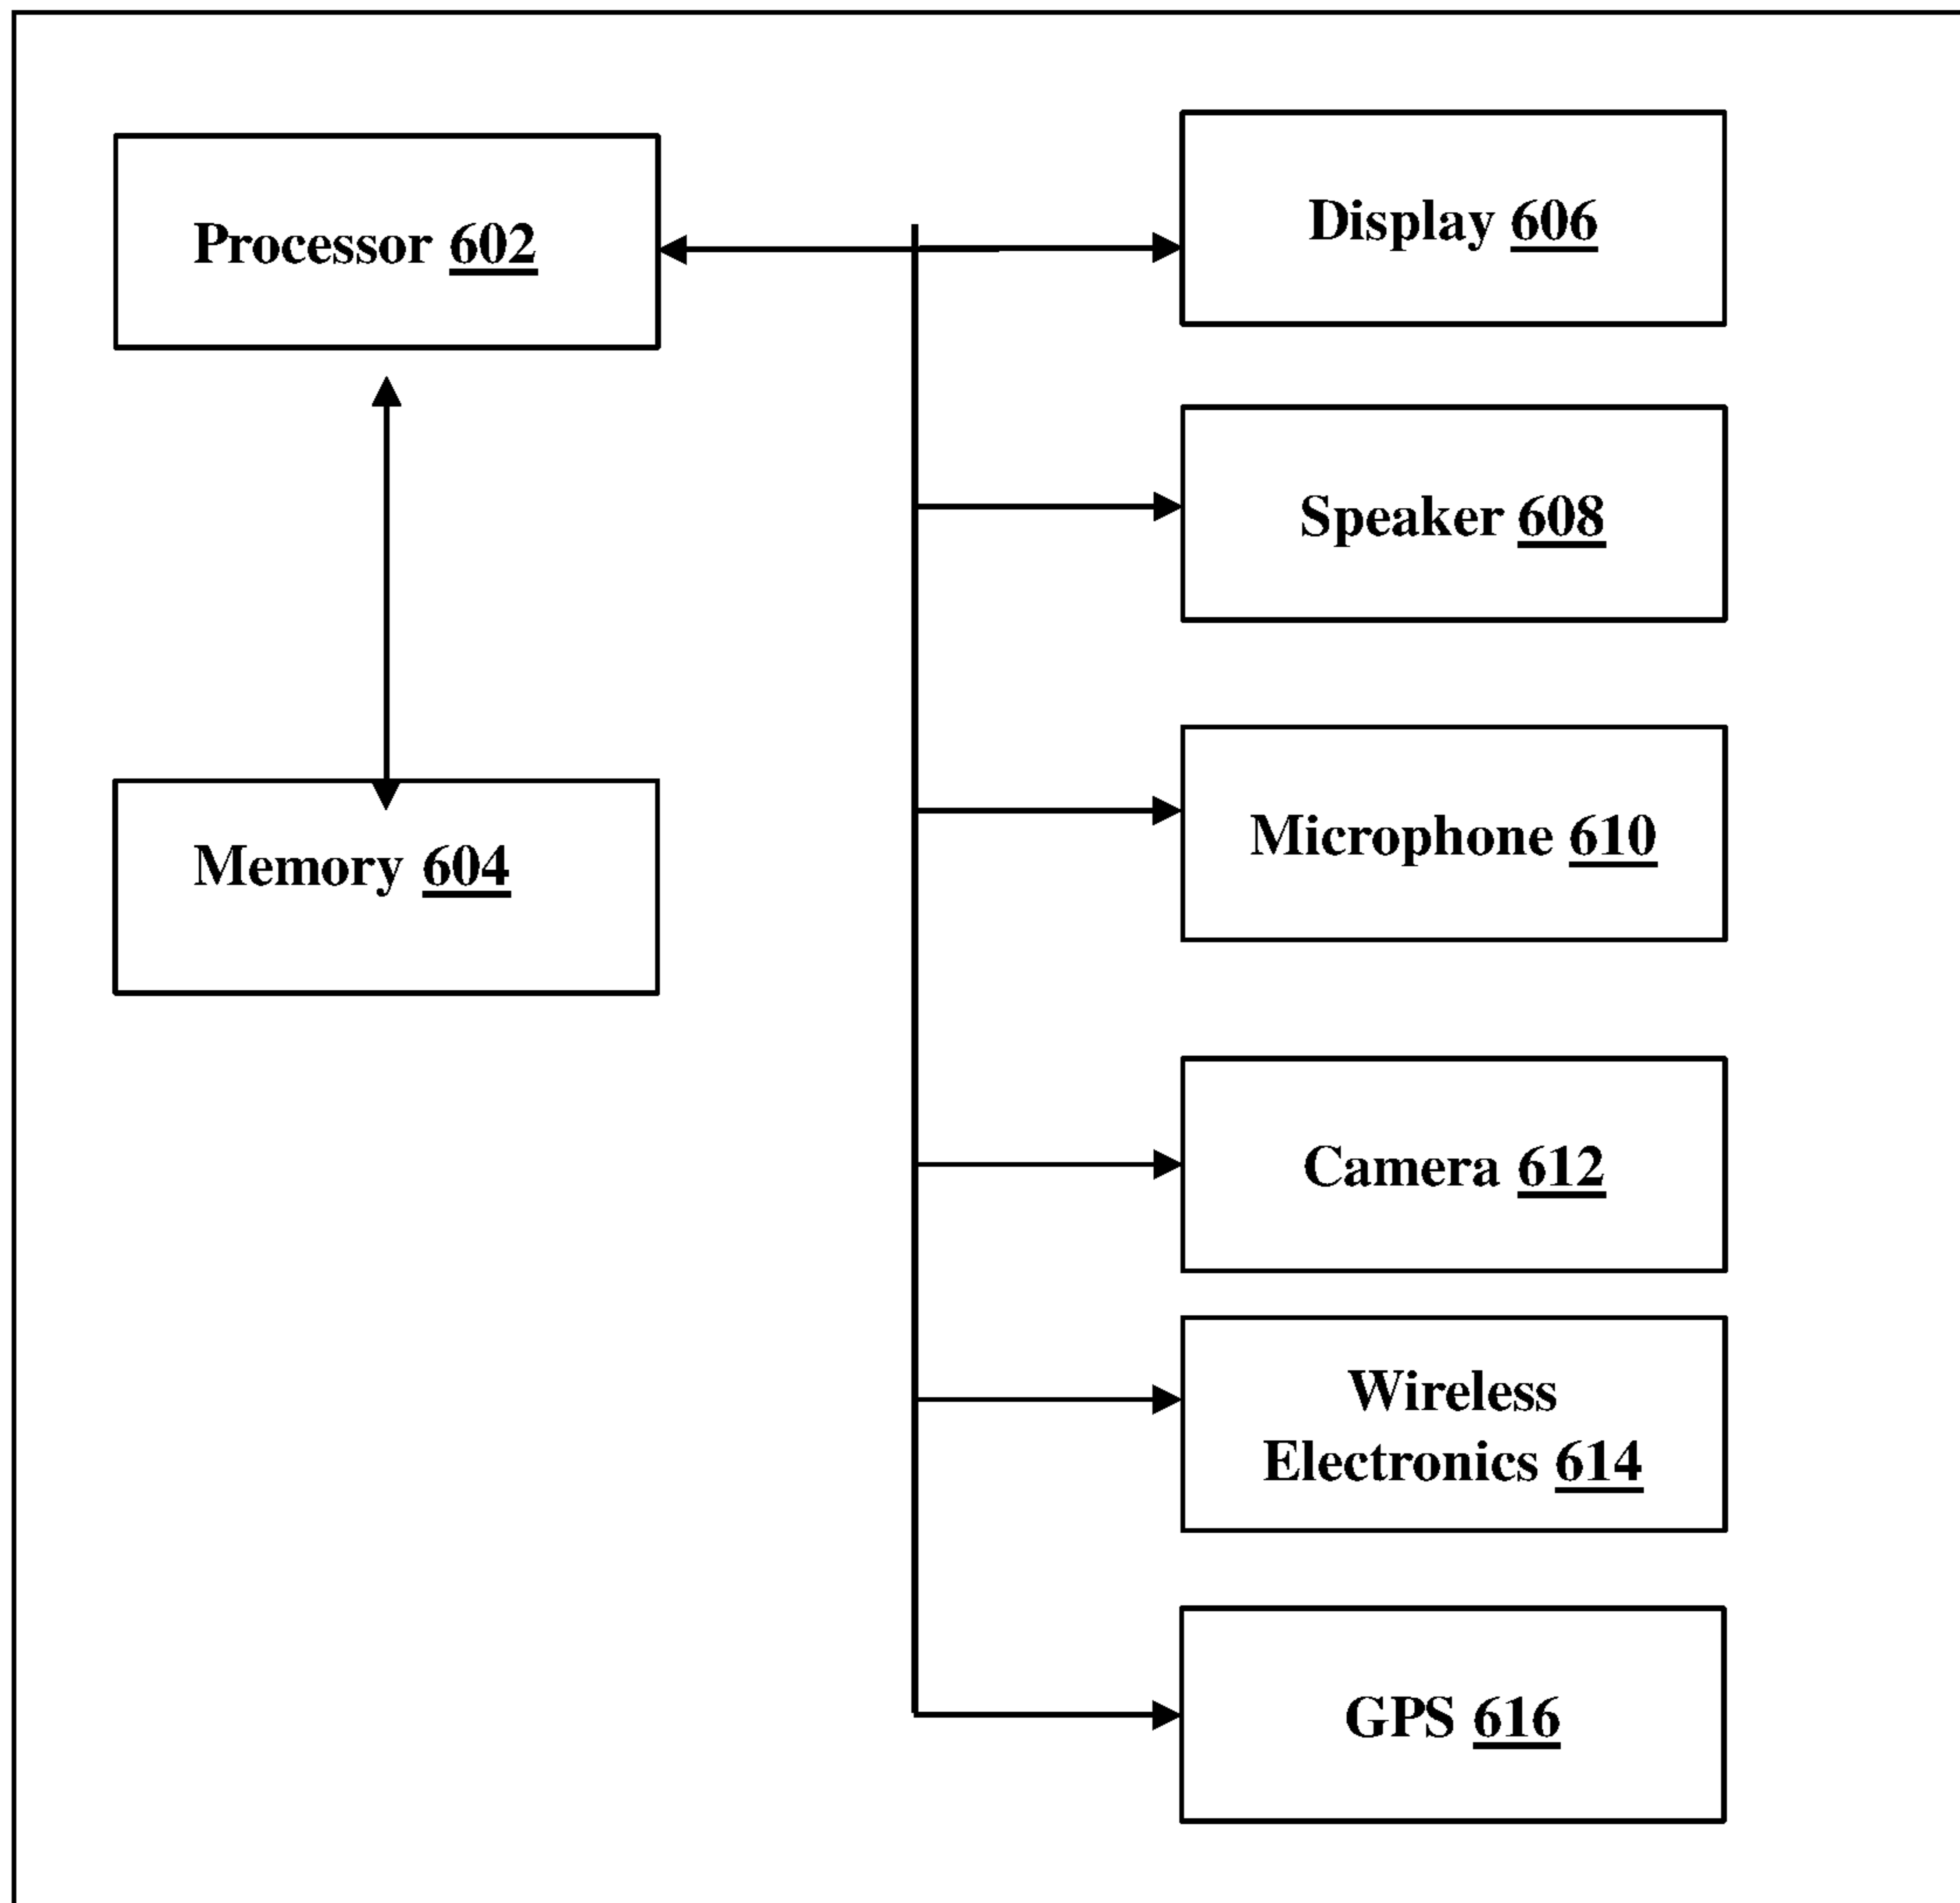 Processor 602
Memory 604
Display 606
Speaker 608
Microphone 610
Camera 612
Wireless
Electronics 614
GPS 616